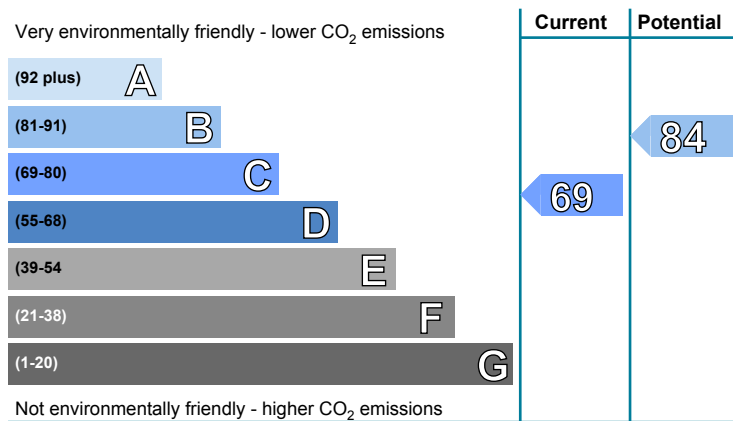 Current Potential
Very environmentally friendly - lower CO2 emissions
(92 plus) A
(81-91) B
84
(69-80) C
69
(55-68) D
(39-54 E
(21-38) F
(1-20) G
Not environmentally friendly - higher CO2 emissions